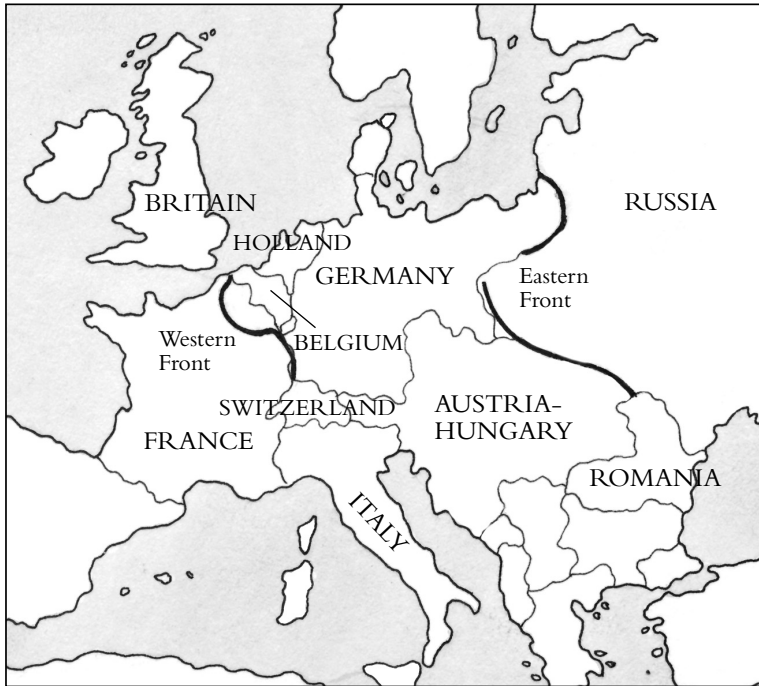 BRITAIN
RUSSIA
HOLLAND
GERMANY
Eastern
Front
Western
Front
BELGIUM
SWITZERLAND
AUSTRIA-
HUNGARY
FRANCE
ROMANIA
ITALY